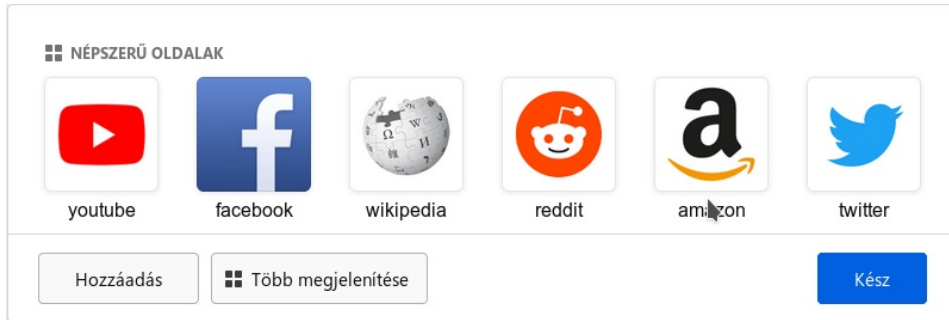 NÉPSZERŰ OLDALAK
youtube
facebook
wikipedia
reddit
amazon
twitter
Hozzáadás
Több megjelenítése
Kész